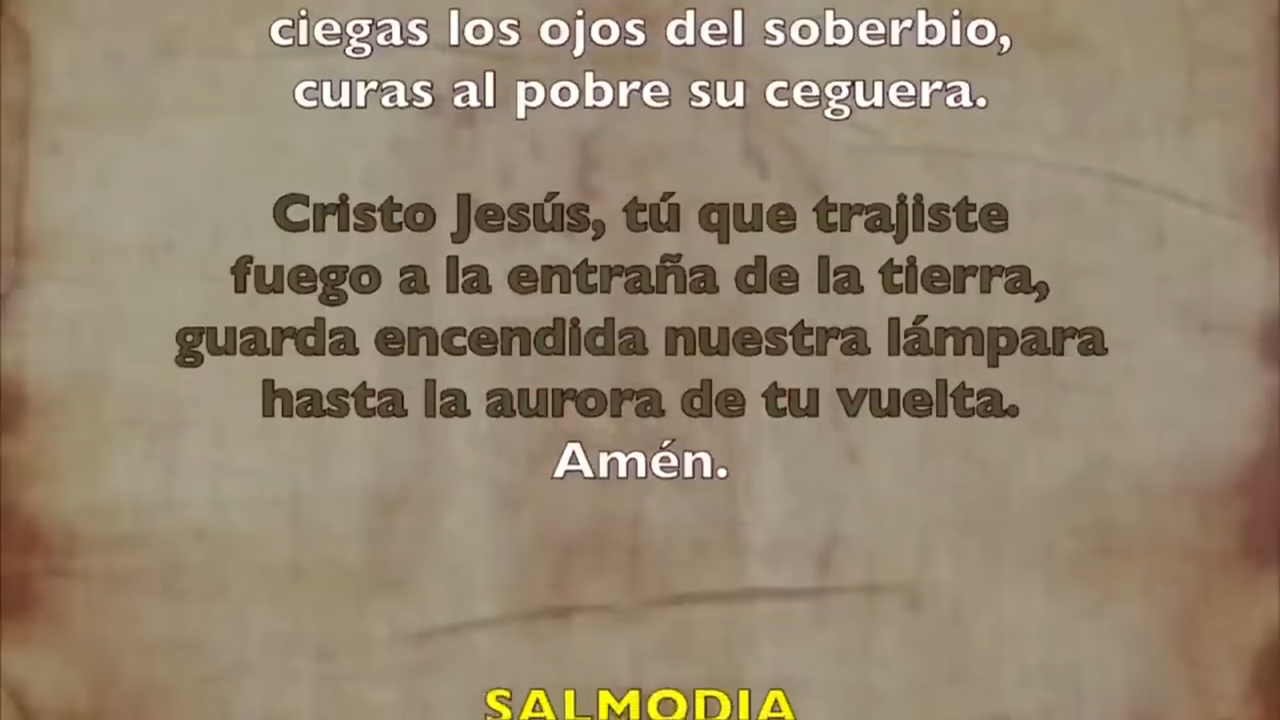 ciegas los ojos del soberbio,
curas al pobre su ceguera.
Cristo Jesús, tú que trajiste
fuego a la entraña de la tierra,
guarda encendida nuestra lámpara
hasta la aurora de tu vuelta.
Amén.
SALMODIA